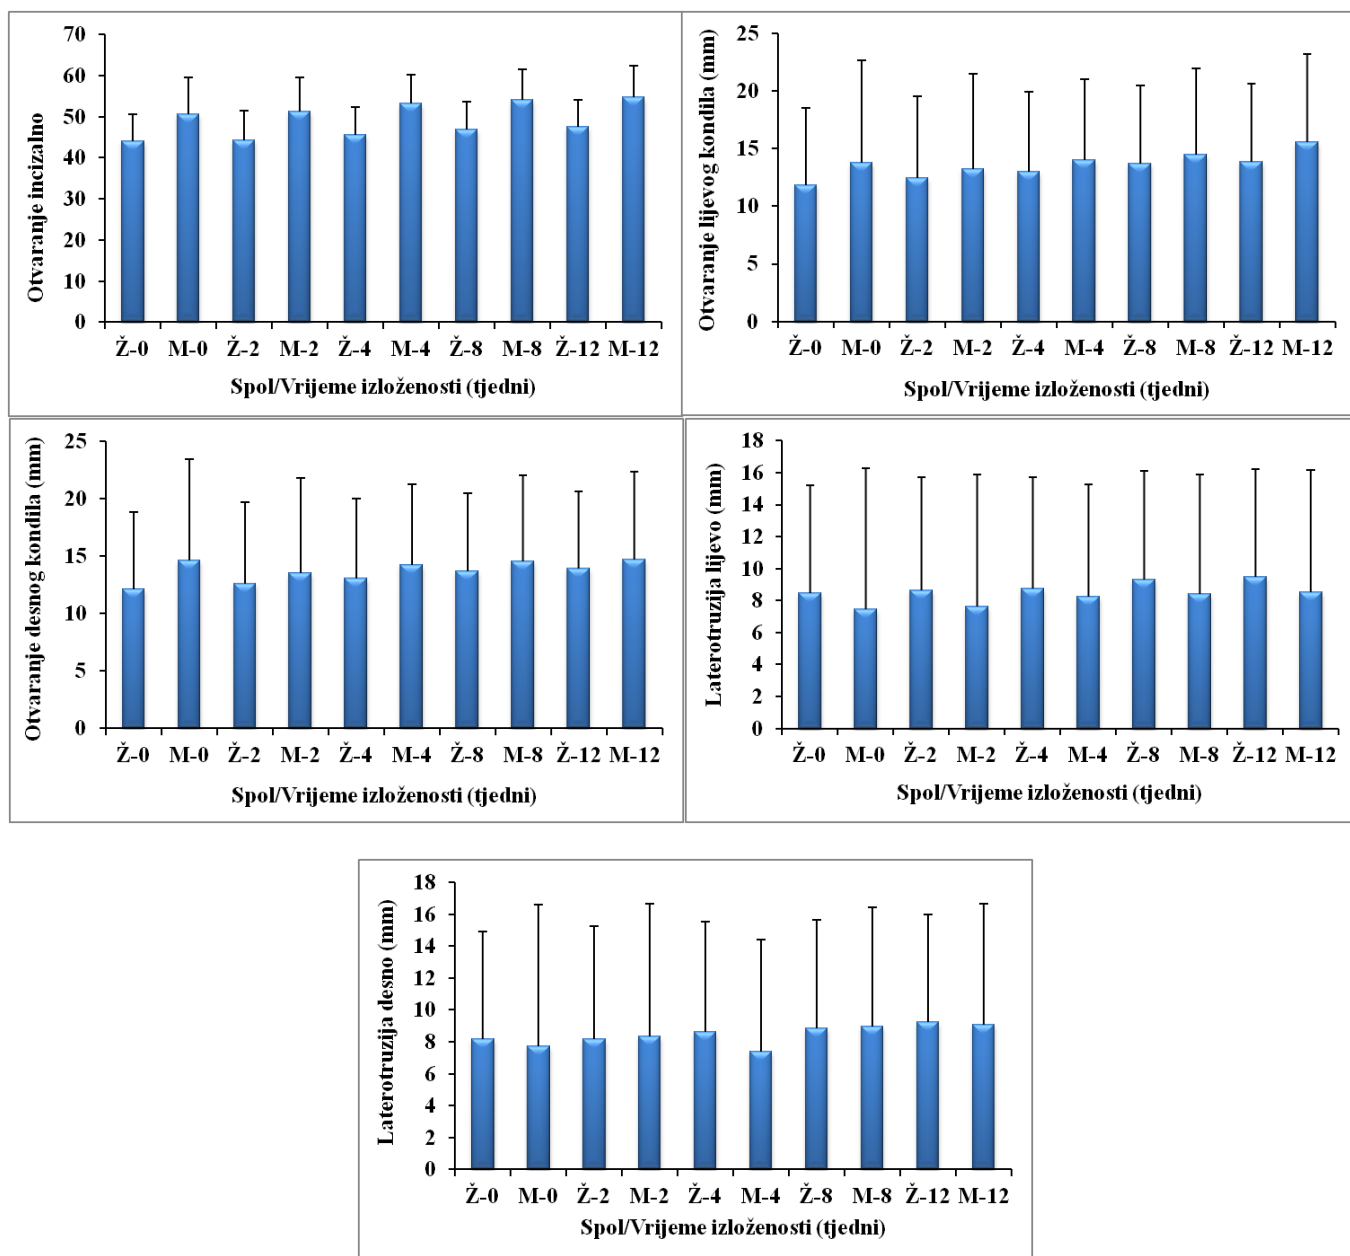 Otvaranje incizalno
70
60
50
40
30
20
10
0
Ž-0 M-0 Ž-2 M-2 Ž-4 M-4 Ž-8 M-8 Ž-12 M-12
Spol/Vrijeme izloženosti (tjedni)
Otvaranje lijevog kondila (mm)
25
20
15
10
5
0
Ž-0 M-0 Ž-2 M-2 Ž-4 M-4 Ž-8 M-8 Ž-12 M-12
Spol/Vrijeme izloženosti (tjedni)
Otvaranje desnog kondila (mm)
25
20
15
10
5
0
Ž-0 M-0 Ž-2 M-2 Ž-4 M-4 Ž-8 M-8 Ž-12 M-12
Spol/Vrijeme izloženosti (tjedni)
Laterotruzija lijevo (mm)
18
16
14
12
10
8
6
4
2
0
Ž-0 M-0 Ž-2 M-2 Ž-4 M-4 Ž-8 M-8 Ž-12 M-12
Spol/Vrijeme izloženosti (tjedni)
Laterotruzija desno (mm)
18
16
14
12
10
8
6
4
2
0
Ž-0 M-0 Ž-2 M-2 Ž-4 M-4 Ž-8 M-8 Ž-12 M-12
Spol/Vrijeme izloženosti (tjedni)